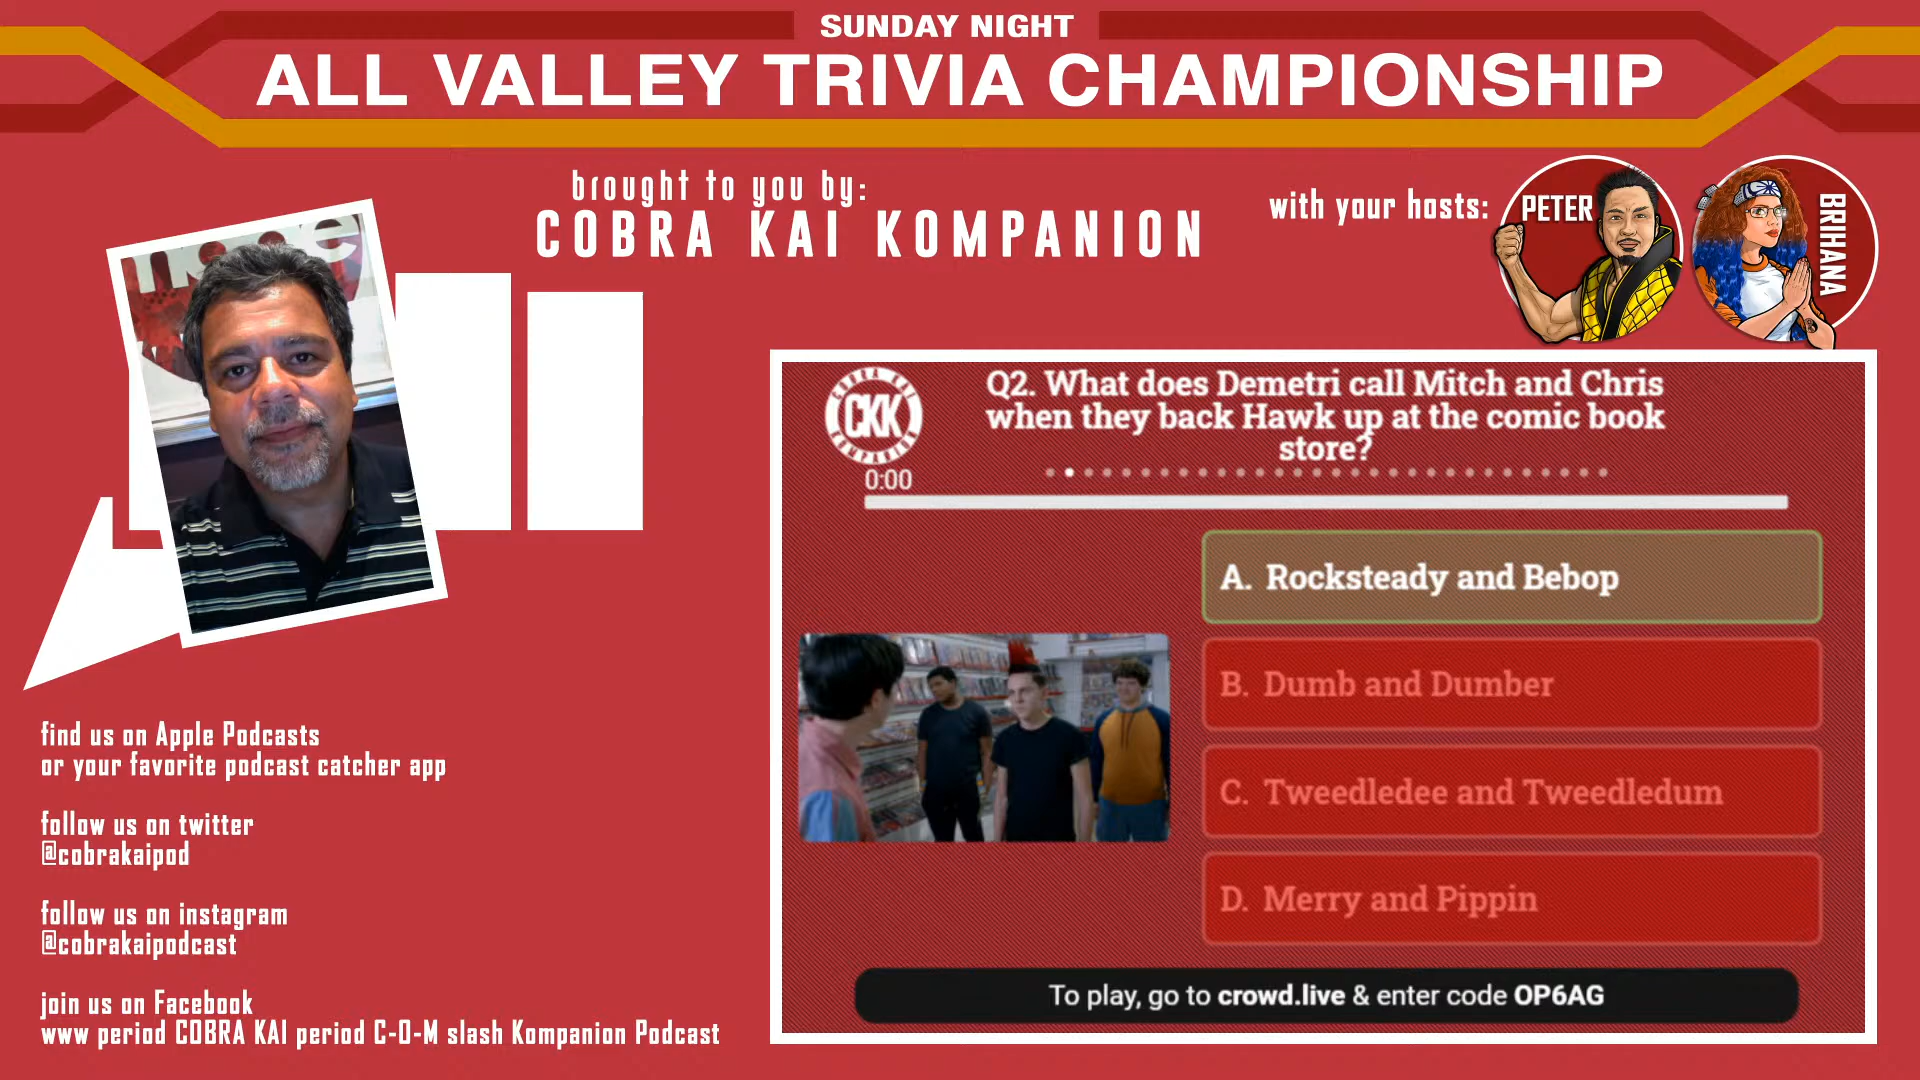 SUNDAY NIGHT
ALL VALLEY TRIVIA CHAMPIONSHIP
brought to you by:
COBRA KAI KOMPANION
with your hosts:
PETER
BRIHANA
COBRA KAI
CKK
KOMPANION
Q2. What does Demetri call Mitch and Chris
when they back Hawk up at the comic book
store?
0:00
A. Rocksteady and Bebop
B. Dumb and Dumber
C. Tweedledee and Tweedledum
D. Merry and Pippin
To play, go to crowd.live & enter code OP6AG
find us on Apple Podcasts
or your favorite podcast catcher app
follow us on twitter
@cobrakaipod
follow us on instagram
@cobrakaipodcast
join us on Facebook
www period COBRA KAI period C-O-M slash Kompanion Podcast